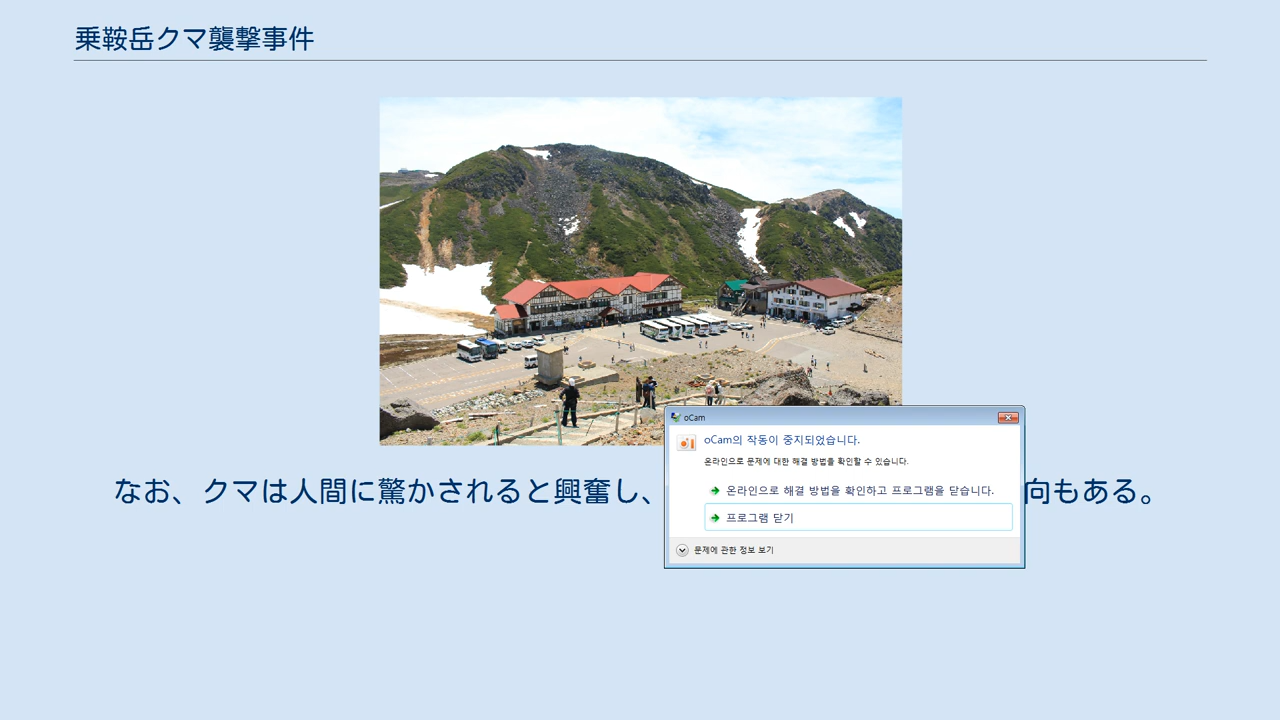 乗鞍岳クマ襲撃事件
なお、クマは人間に驚かされると興奮し、
向もある。
oCam
oCam의 작동이 중지되었습니다.
온라인으로 문제에 대한 해결 방법을 확인할 수 있습니다.
온라인으로 해결 방법을 확인하고 프로그램을 닫습니다.
프로그램 닫기
문제에 관한 정보 보기